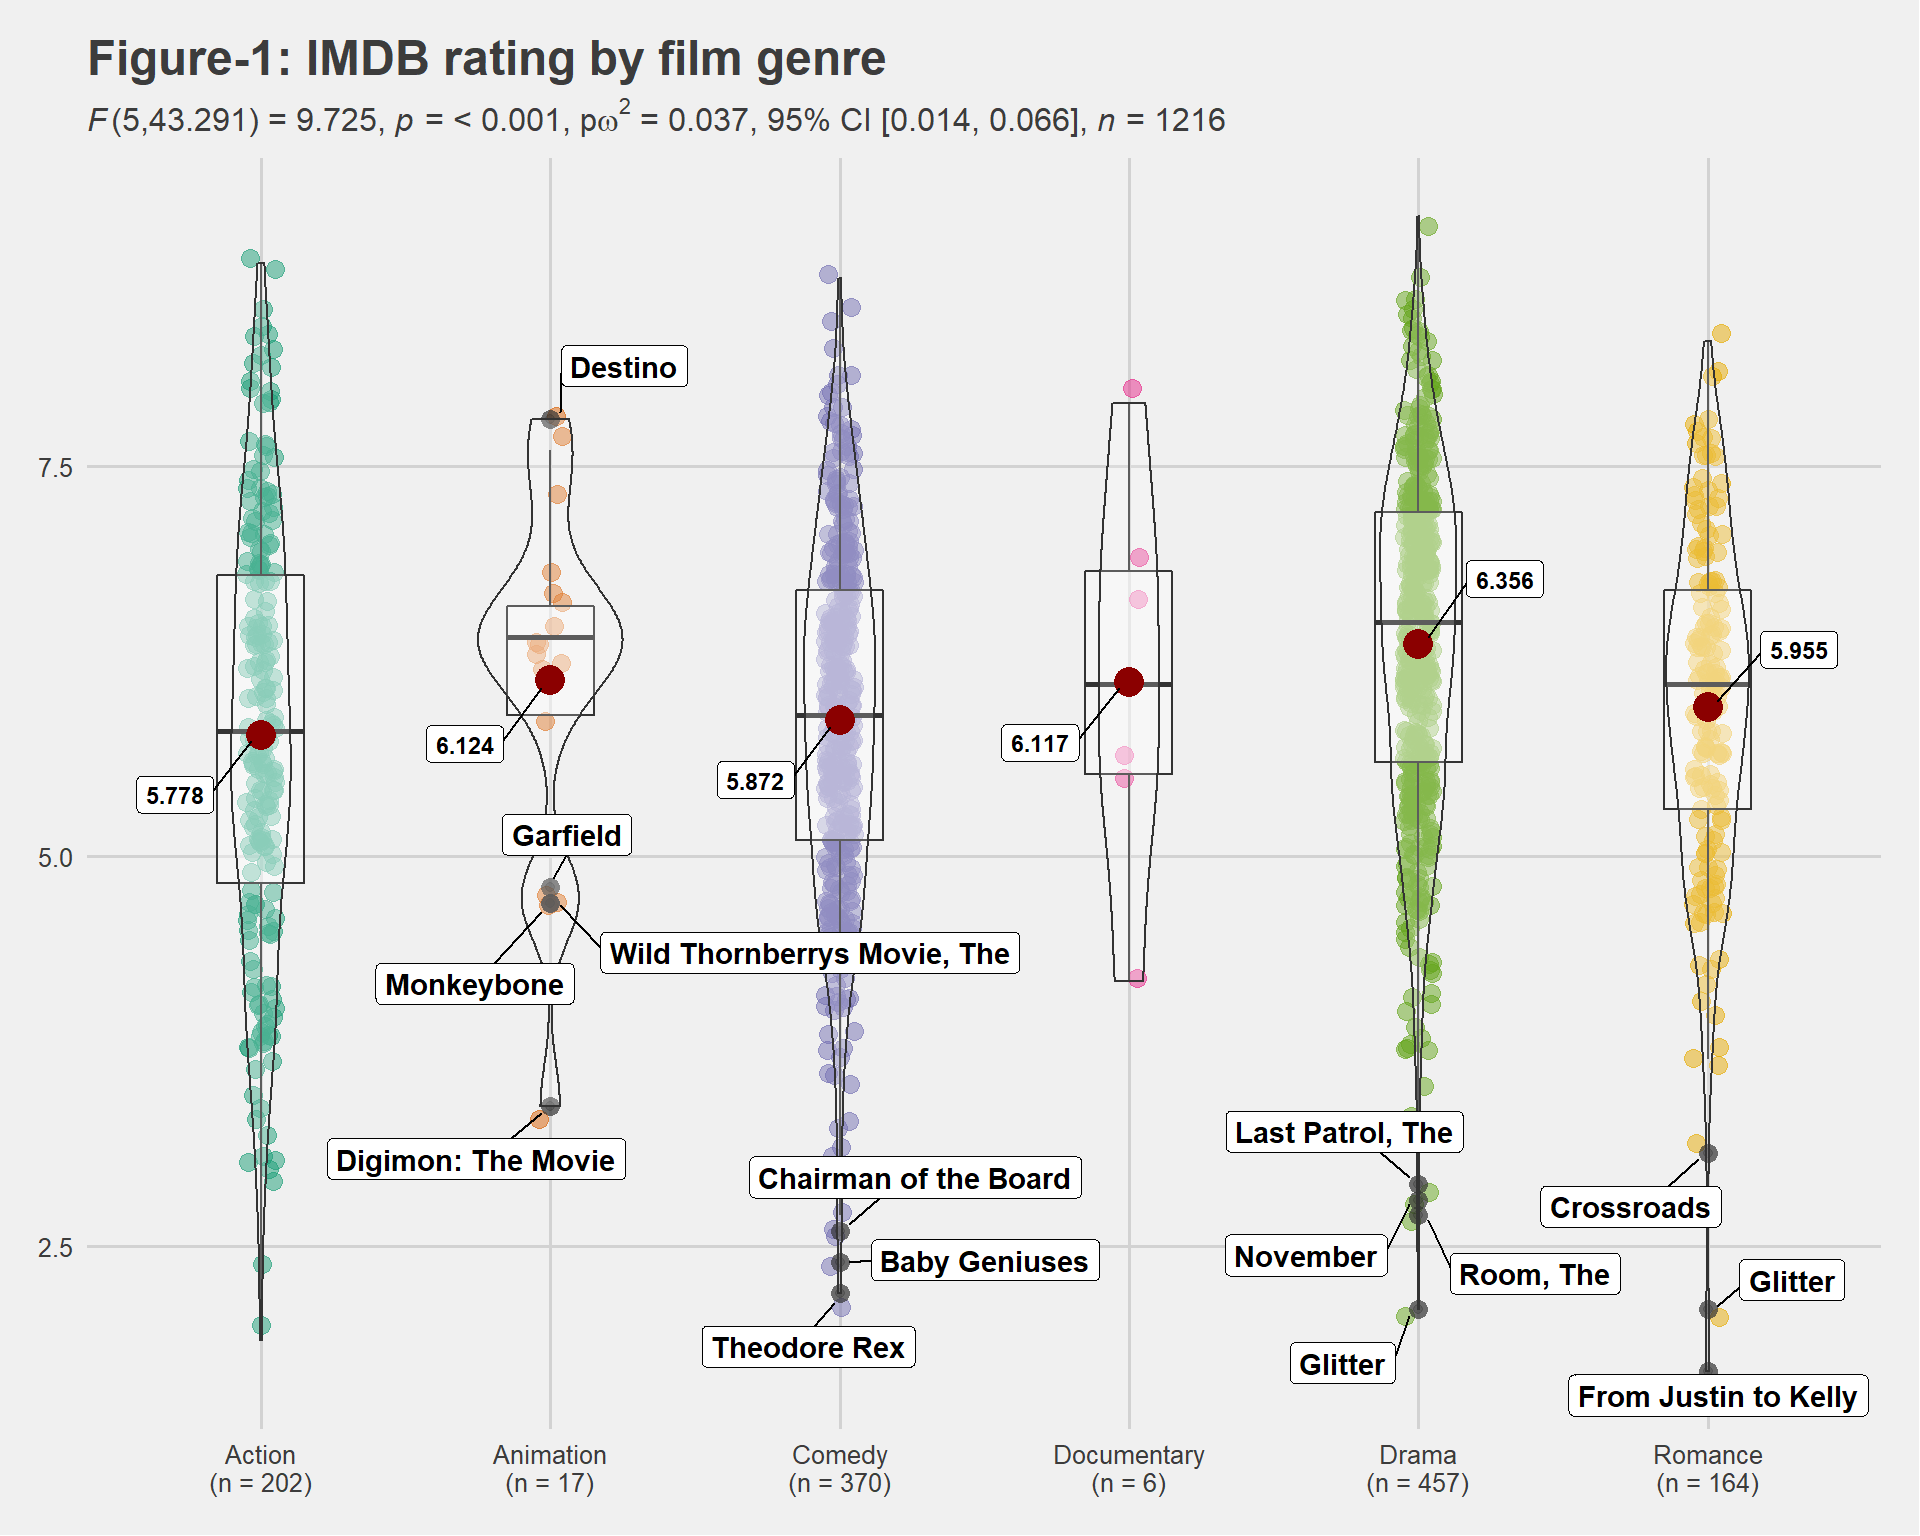 Figure-1: IMDB rating by film genre
F(5,43.291) = 9.725, p = < 0.001, pω² = 0.037, 95% CI [0.014, 0.066], n = 1216
Destino
7.5
6.356
5.955
6.124
6.117
5.872
5.778
Garfield
5.0
Wild Thornberrys Movie, The
Monkeybone
Last Patrol, The
Digimon: The Movie
Chairman of the Board
Crossroads
2.5
November
Baby Geniuses
Room, The
Glitter
Theodore Rex
Glitter
From Justin to Kelly
Action
(n = 202)
Animation
(n = 17)
Comedy
(n = 370)
Documentary
(n = 6)
Drama
(n = 457)
Romance
(n = 164)